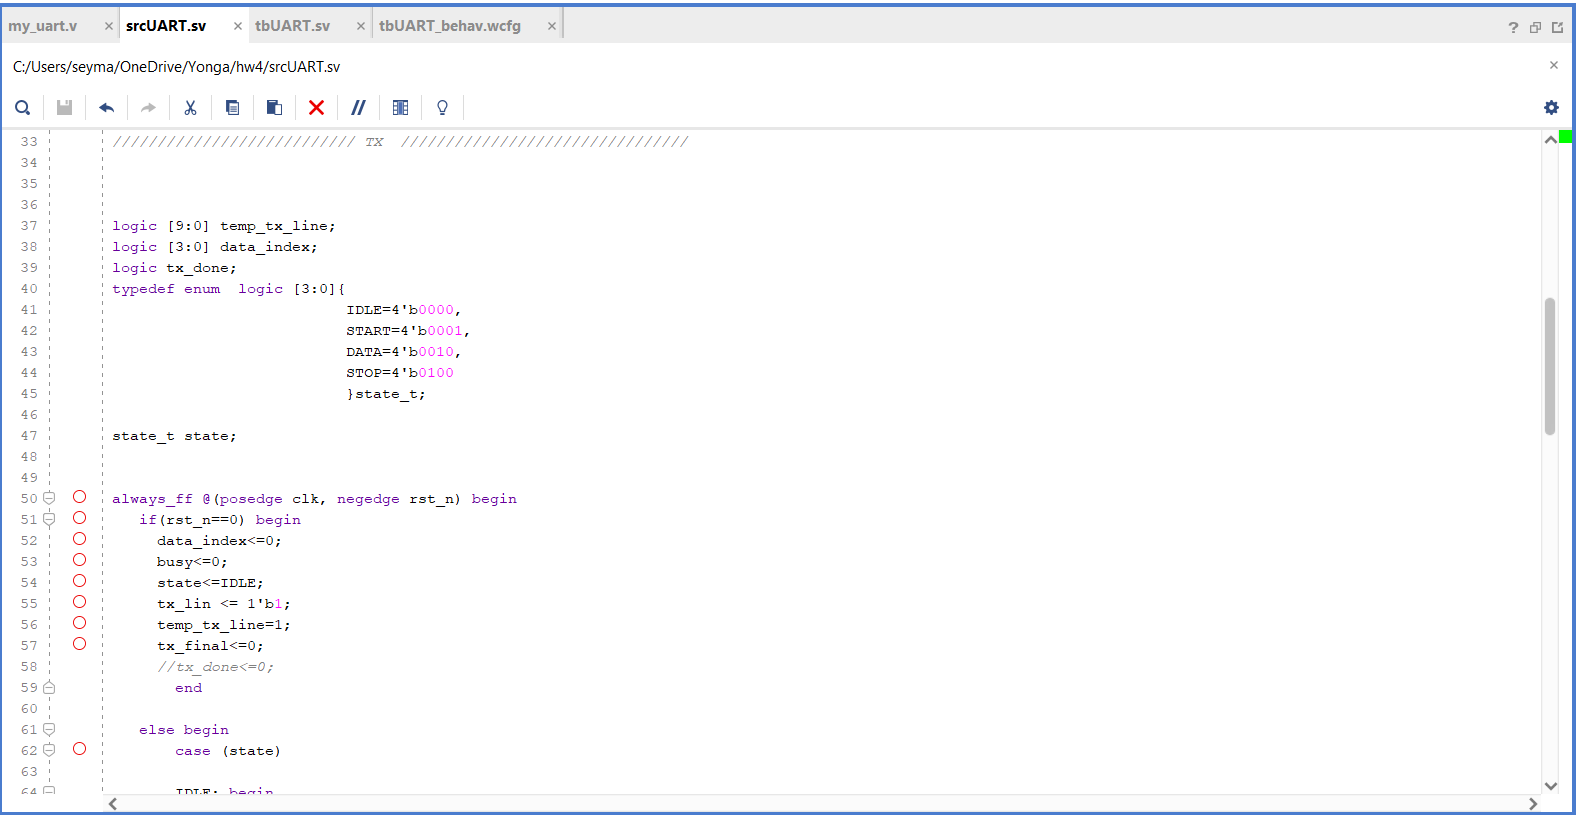 my_uart.v × srcUART.sv × tbUART.sv × tbUART_behav.wcfg × ?
C:/Users/seyma/OneDrive/Yonga/hw4/srcUART.sv ×
//
33 /////////////////////////// TX ////////////////////////////////
34
35
36
37 logic [9:0] temp_tx_line;
38 logic [3:0] data_index;
39 logic tx_done;
40 typedef enum  logic [3:0]{
41 IDLE=4'b0000,
42 START=4'b0001,
43 DATA=4'b0010,
44 STOP=4'b0100
45 }state_t;
46
47 state_t state;
48
49
50 always_ff @(posedge clk, negedge rst_n) begin
51 if(rst_n==0) begin
52 data_index<=0;
53 busy<=0;
54 state<=IDLE;
55 tx_lin <= 1'b1;
56 temp_tx_line=1;
57 tx_final<=0;
58 //tx_done<=0;
59 end
60
61 else begin
62 case (state)
63
64 IDLE: begin